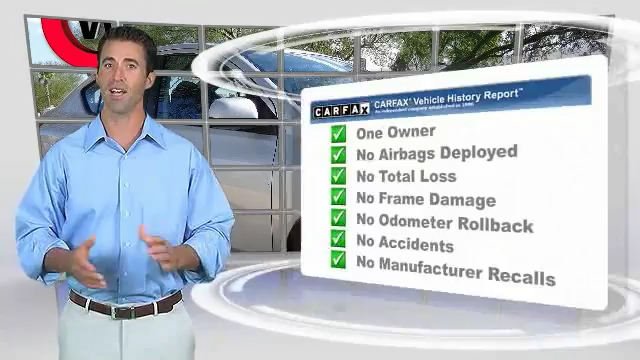 CARFAX
CARFAX Vehicle History Report™
An independent company established in 1986
One Owner
No Airbags Deployed
No Total Loss
No Frame Damage
No Odometer Rollback
No Accidents
No Manufacturer Recalls